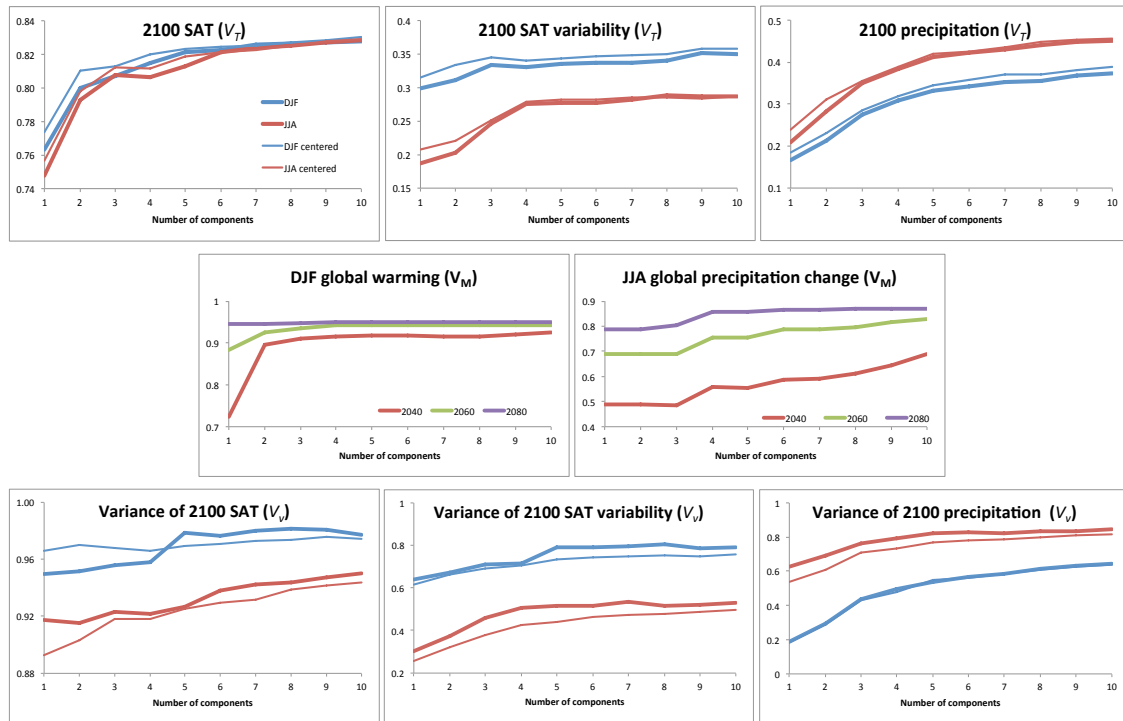 2100 SAT (V_T)
0.84
0.82
0.80
0.78
0.76
0.74
DJF
JJA
DJF centered
JJA centered
1 2 3 4 5 6 7 8 9 10
Number of components
2100 SAT variability (V_T)
0.4
0.35
0.3
0.25
0.2
0.15
1 2 3 4 5 6 7 8 9 10
Number of components
2100 precipitation (V_T)
0.5
0.4
0.3
0.2
0.1
1 2 3 4 5 6 7 8 9 10
Number of components
DJF global warming (V_M)
1
0.9
0.8
0.7
2040 2060 2080
1 2 3 4 5 6 7 8 9 10
Number of components
JJA global precipitation change (V_M)
0.9
0.8
0.7
0.6
0.5
0.4
2040 2060 2080
1 2 3 4 5 6 7 8 9 10
Number of components
Variance of 2100 SAT (V_v)
1.00
0.96
0.92
0.88
1 2 3 4 5 6 7 8 9 10
Number of components
Variance of 2100 SAT variability (V_v)
1
0.8
0.6
0.4
0.2
1 2 3 4 5 6 7 8 9 10
Number of components
Variance of 2100 precipitation (V_v)
1
0.8
0.6
0.4
0.2
0
1 2 3 4 5 6 7 8 9 10
Number of components